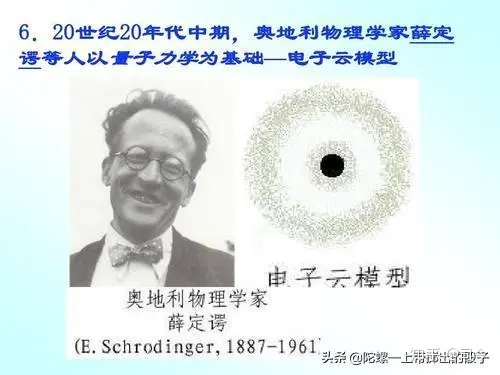 6．20世纪20年代中期，奥地利物理学家薛定
谔等人以量子力学为基础—电子云模型
电子云模型
奥地利物理学家
薛定谔
(E. Schrodinger, 1887-1961)
头条 @陀螺一上帝掷出的骰子